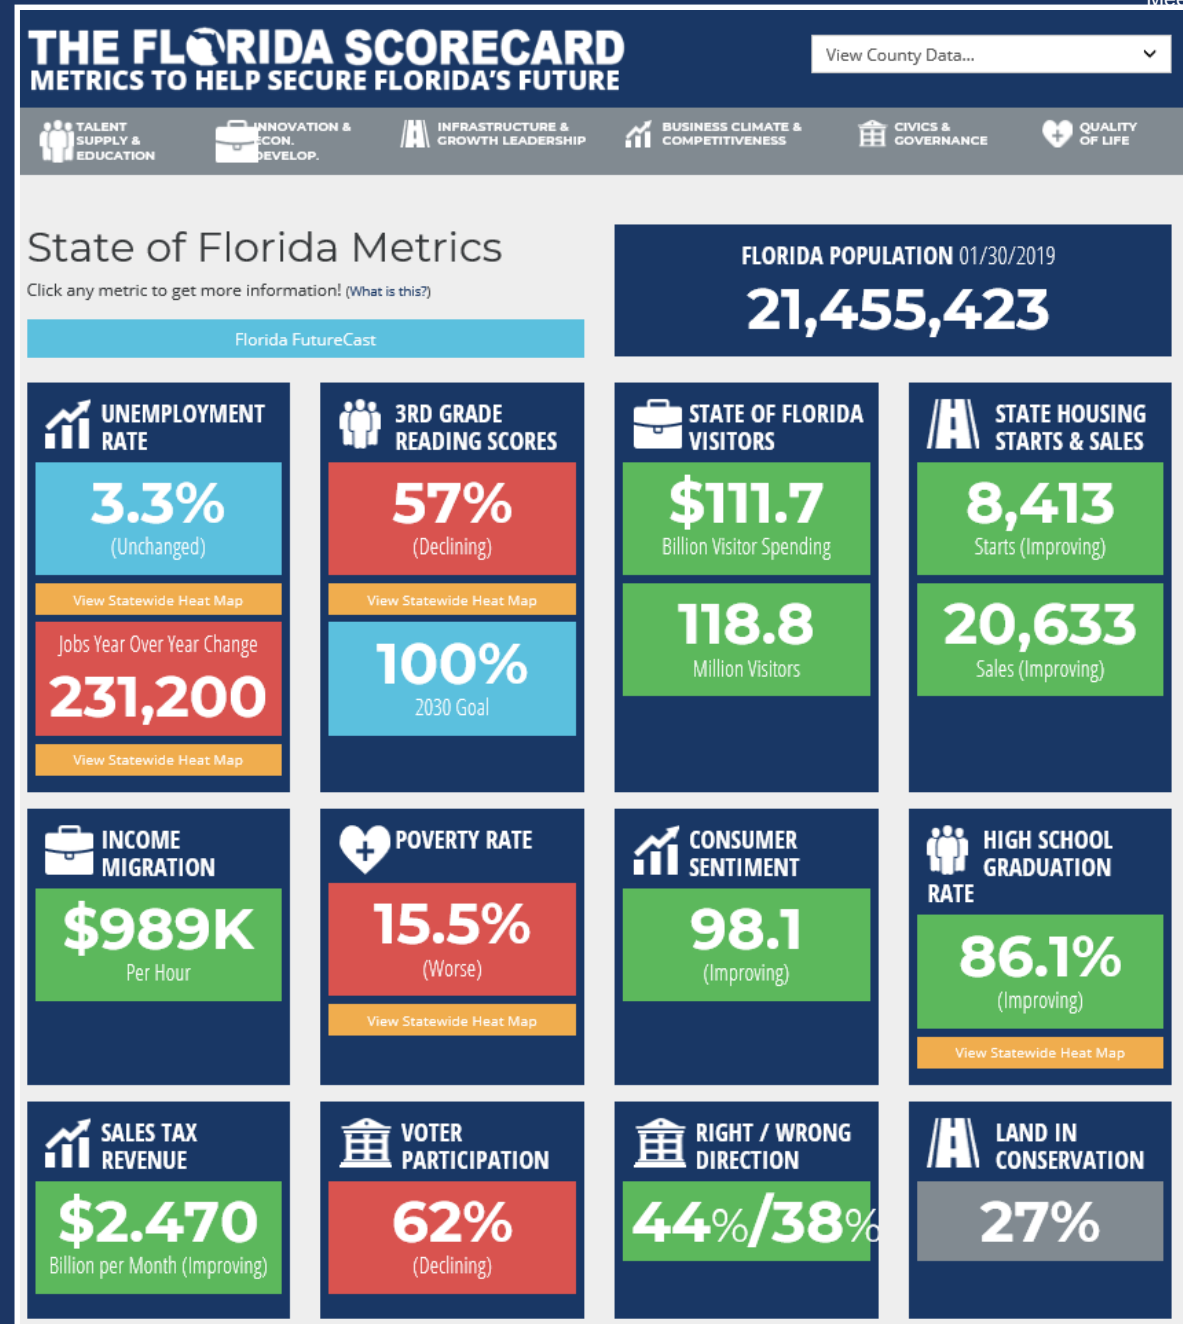 THE FLORIDA SCORECARD
METRICS TO HELP SECURE FLORIDA'S FUTURE
View County Data...
TALENT
SUPPLY &
EDUCATION
INNOVATION &
ECON.
DEVELOP.
INFRASTRUCTURE &
GROWTH LEADERSHIP
BUSINESS CLIMATE &
COMPETITIVENESS
CIVICS &
GOVERNANCE
QUALITY
OF LIFE
State of Florida Metrics
Click any metric to get more information! (What is this?)
Florida FutureCast
FLORIDA POPULATION 01/30/2019
21,455,423
UNEMPLOYMENT
RATE
3.3%
(Unchanged)
View Statewide Heat Map
Jobs Year Over Year Change
231,200
View Statewide Heat Map
3RD GRADE
READING SCORES
57%
(Declining)
View Statewide Heat Map
100%
2030 Goal
STATE OF FLORIDA
VISITORS
$111.7
Billion Visitor Spending
118.8
Million Visitors
STATE HOUSING
STARTS & SALES
8,413
Starts (Improving)
20,633
Sales (Improving)
INCOME
MIGRATION
$989K
Per Hour
POVERTY RATE
15.5%
(Worse)
View Statewide Heat Map
CONSUMER
SENTIMENT
98.1
(Improving)
HIGH SCHOOL
GRADUATION
RATE
86.1%
(Improving)
View Statewide Heat Map
SALES TAX
REVENUE
$2.470
Billion per Month (Improving)
VOTER
PARTICIPATION
62%
(Declining)
RIGHT / WRONG
DIRECTION
44%/38%
LAND IN
CONSERVATION
27%